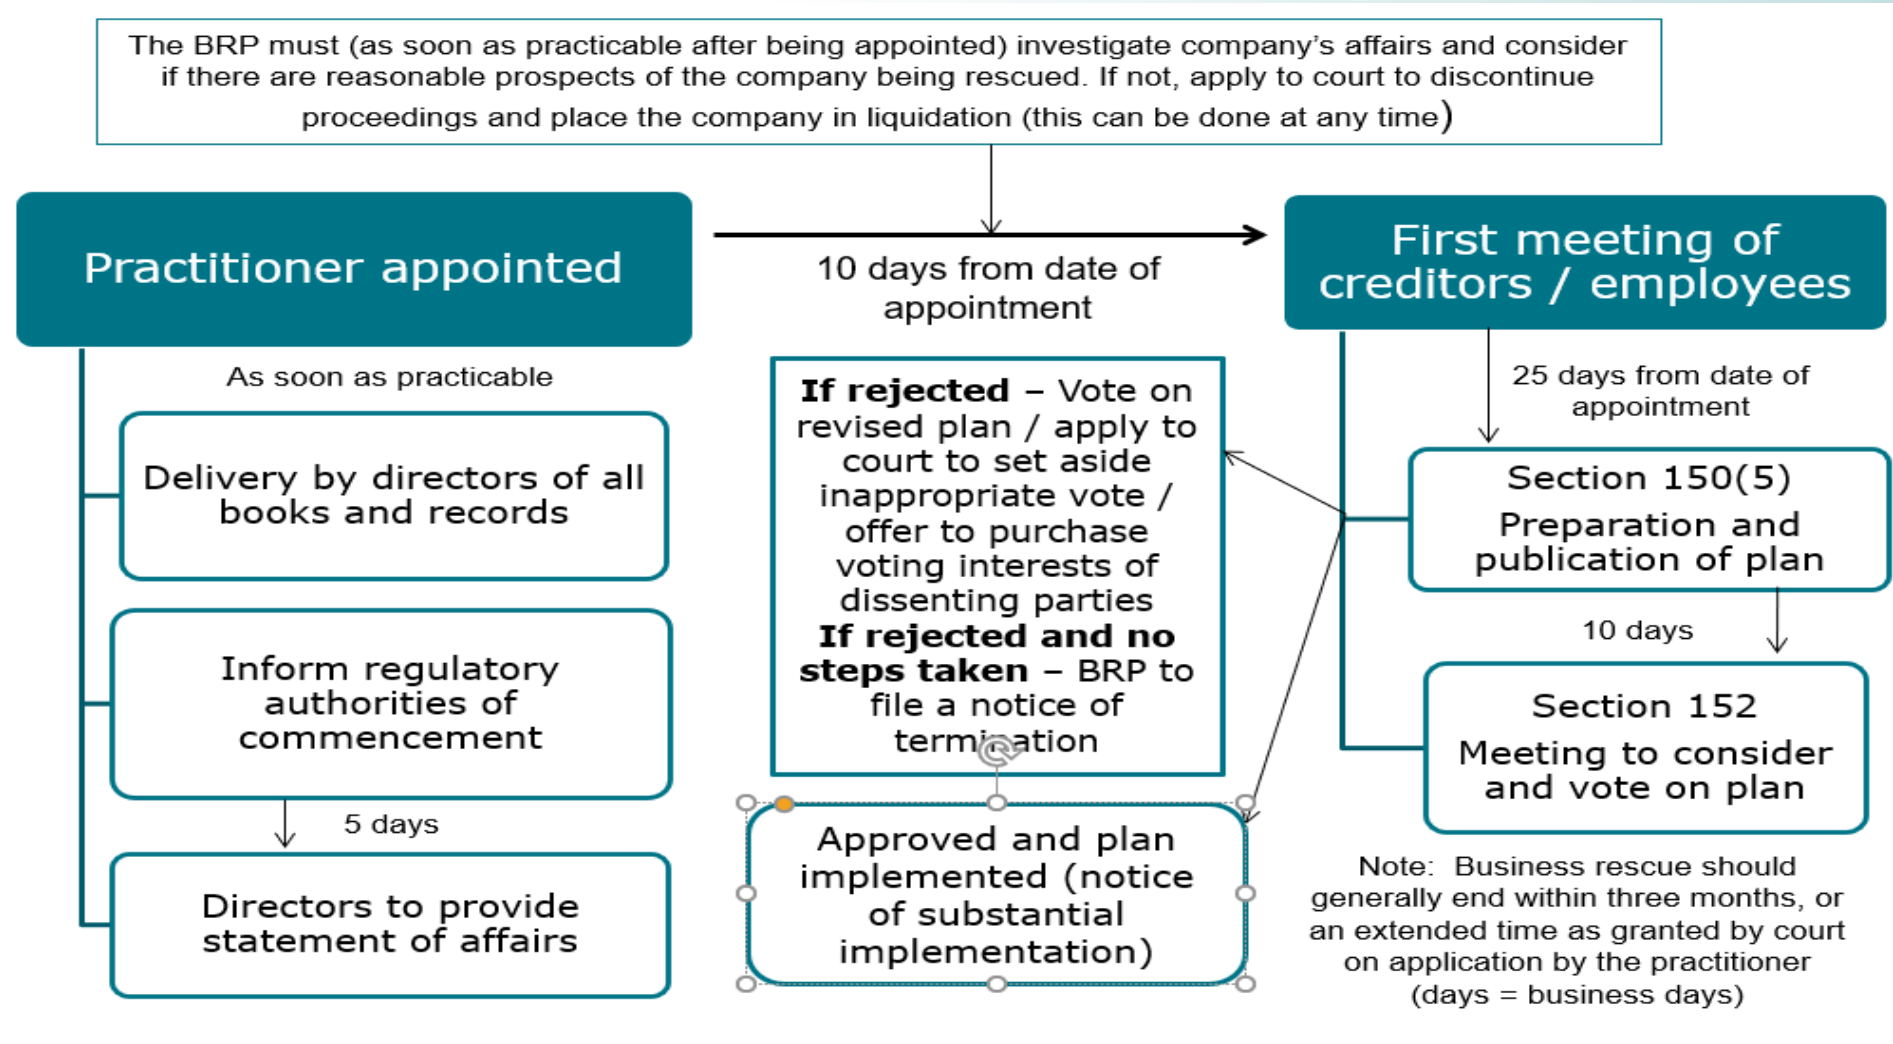 The BRP must (as soon as practicable after being appointed) investigate company's affairs and consider
if there are reasonable prospects of the company being rescued. If not, apply to court to discontinue
proceedings and place the company in liquidation (this can be done at any time)
Practitioner appointed
10 days from date of
appointment
First meeting of
creditors / employees
As soon as practicable
Delivery by directors of all
books and records
Inform regulatory
authorities of
commencement
5 days
Directors to provide
statement of affairs
If rejected – Vote on
revised plan / apply to
court to set aside
inappropriate vote /
offer to purchase
voting interests of
dissenting parties
If rejected and no
steps taken – BRP to
file a notice of
termination
Approved and plan
implemented (notice
of substantial
implementation)
25 days from date of
appointment
Section 150(5)
Preparation and
publication of plan
10 days
Section 152
Meeting to consider
and vote on plan
Note: Business rescue should
generally end within three months, or
an extended time as granted by court
on application by the practitioner
(days = business days)